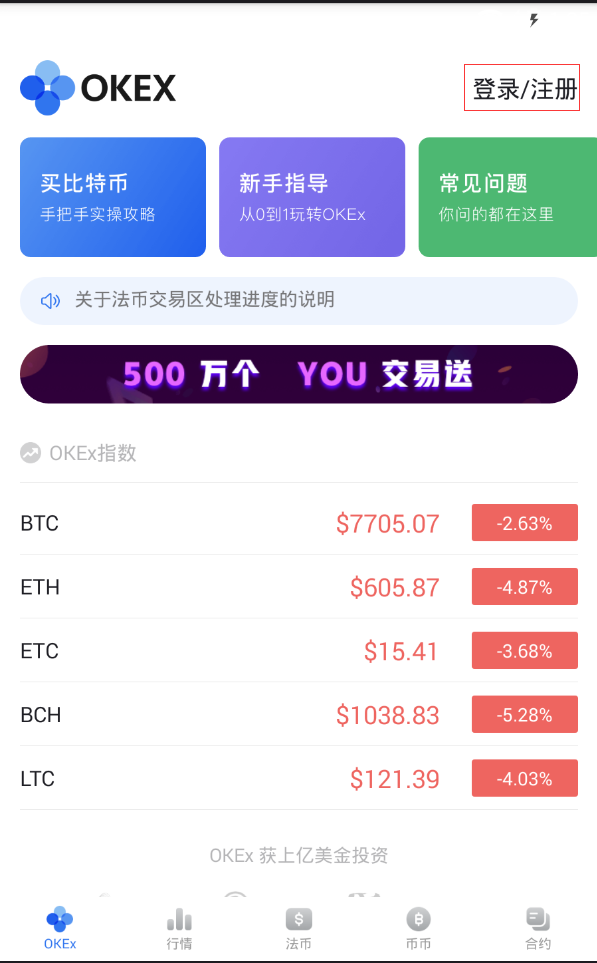 OKEX
登录/注册
买比特币
手把手实操攻略
新手指导
从0到1玩转OKEx
常见问题
你问的都在这里
关于法币交易区处理进度的说明
500 万个 YOU 交易送
OKEx指数
BTC $7705.07 -2.63%
ETH $605.87 -4.87%
ETC $15.41 -3.68%
BCH $1038.83 -5.28%
LTC $121.39 -4.03%
OKEx 获上亿美金投资
OKEx 行情 法币 币币 合约